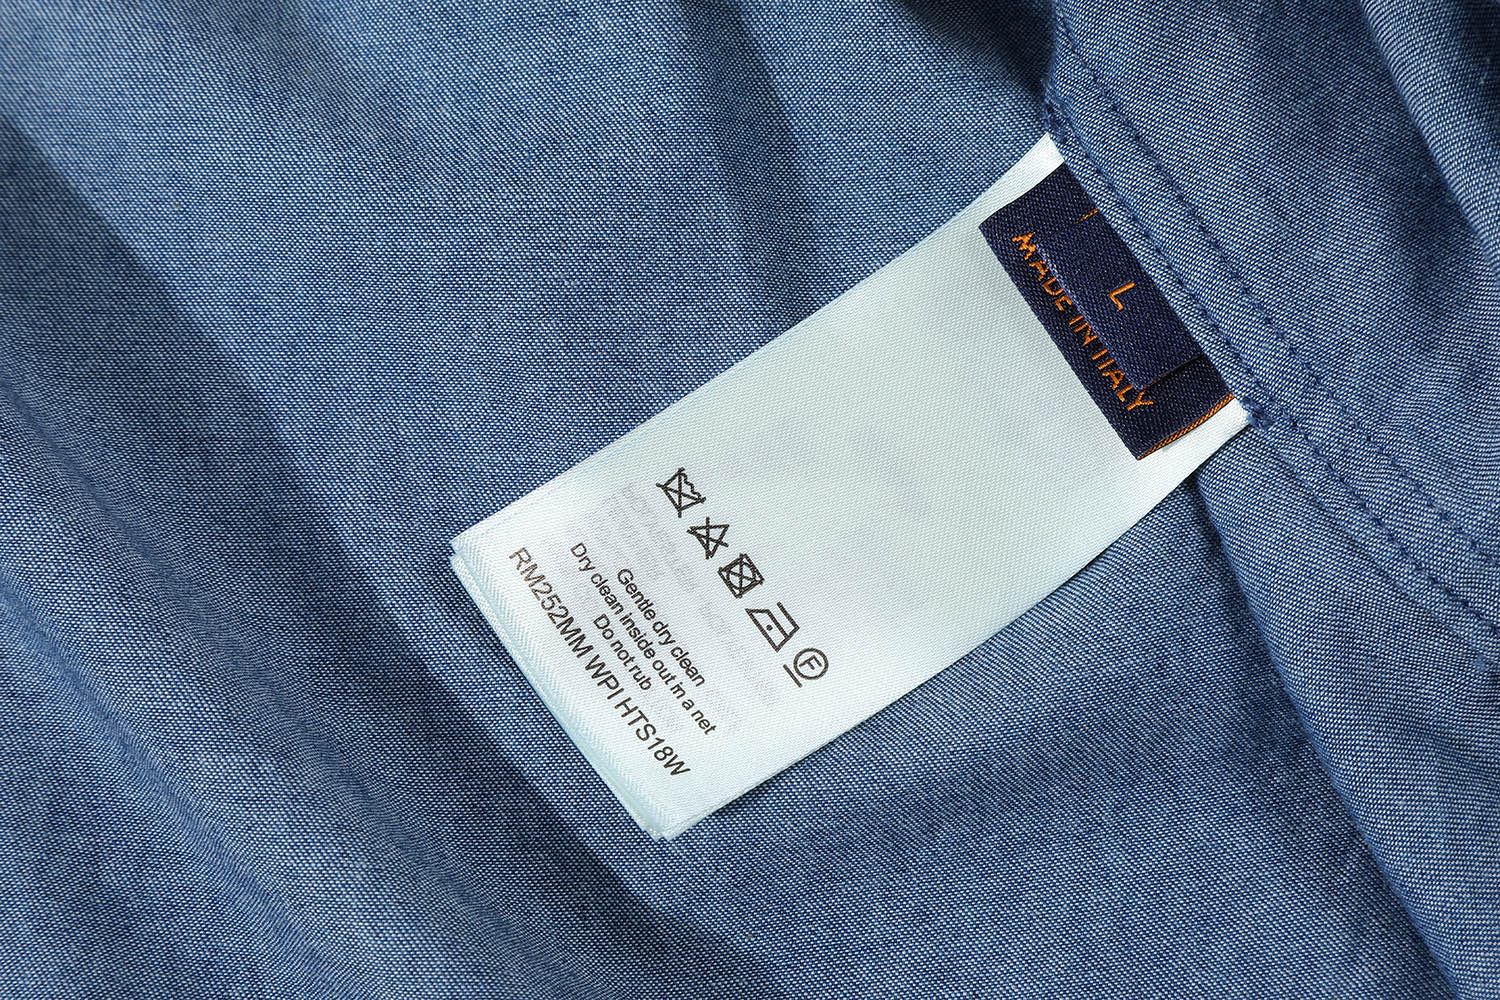 L
MADE IN ITALY
F
Gentle dry clean
Dry clean inside out in a net
Do not rub
RM252MM WPI HTS18W